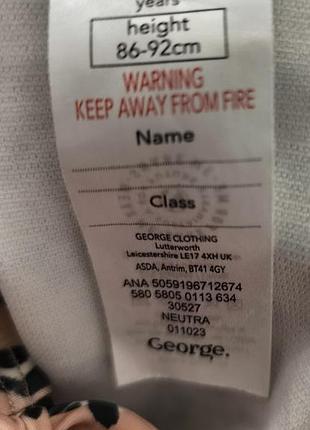 years
height
86-92cm
WARNING
KEEP AWAY FROM FIRE
Name
Class
GEORGE CLOTHING
Lutterworth
Leicestershire LE17 4XH UK
ASDA, Antrim, BT41 4GY
ANA 5059196712674
580 5805 0113 634
30527
NEUTRA
011023
George.